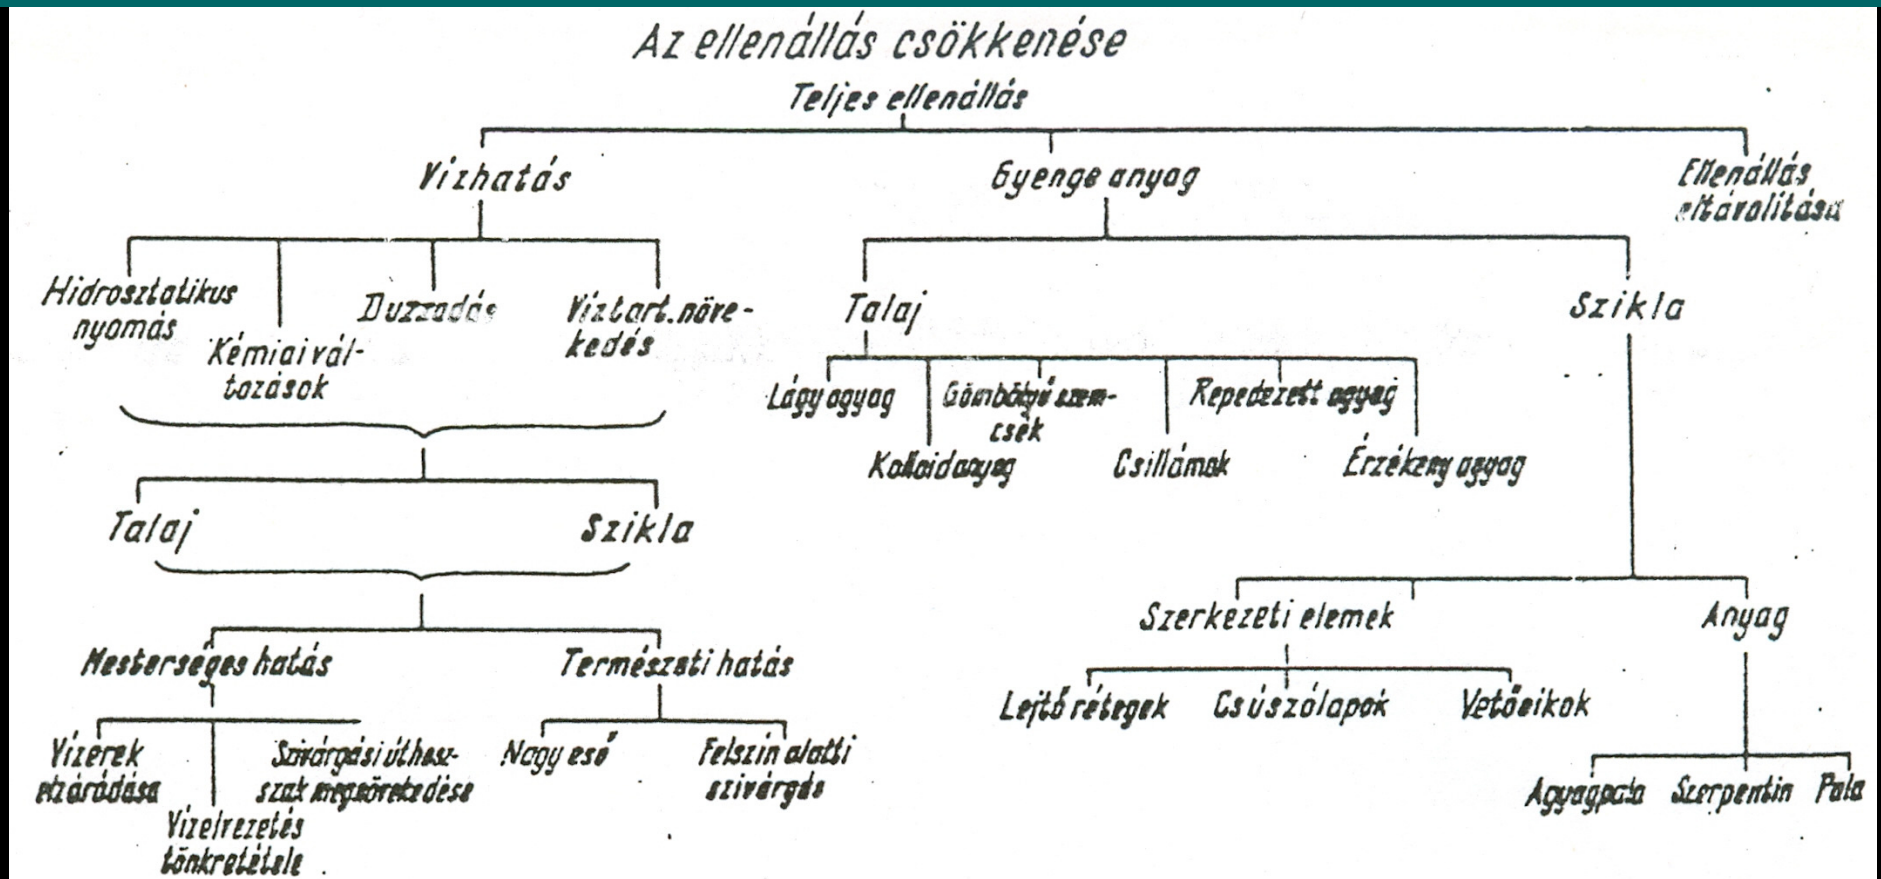 Az ellenállás csökkenése
Teljes ellenállás
Vízhatás
Gyenge anyag
Ellenállás
eltávolítása
Hidrosztatikus
nyomás
Kémiai vál-
tozások
Duzzadás
Víztart. növe-
kedés
Talaj
Szikla
Lágy agyag
Kolloidanyag
Gömbölyű szem-
csék
Csillámok
Repedezett agyag
Érzékeny agyag
Talaj
Szikla
Szerkezeti elemek
Anyag
Mesterséges hatás
Természeti hatás
Lejtő rétegek
Csúszólapok
Vetősíkok
Vízerek
elzáródása
Vízelvezetés
tönkretétele
Szivárgási úthosz-
szak megnövekedése
Nagy eső
Felszín alatti
szivárgás
Agyagpala
Szerpentin
Pala